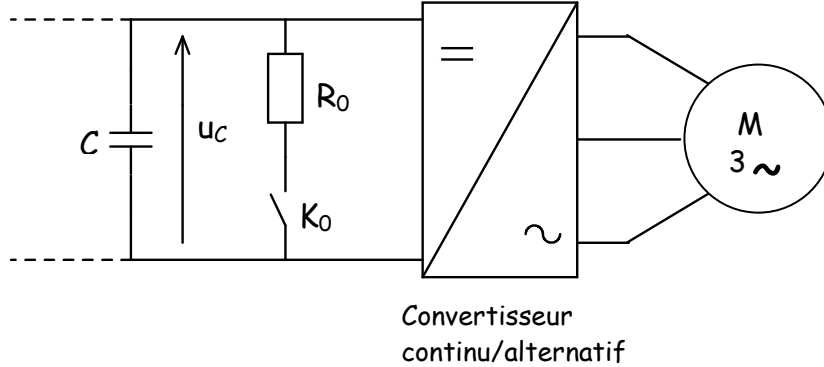 C
u_C
R_0
K_0
=
~
M
3 ~
Convertisseur
continu/alternatif